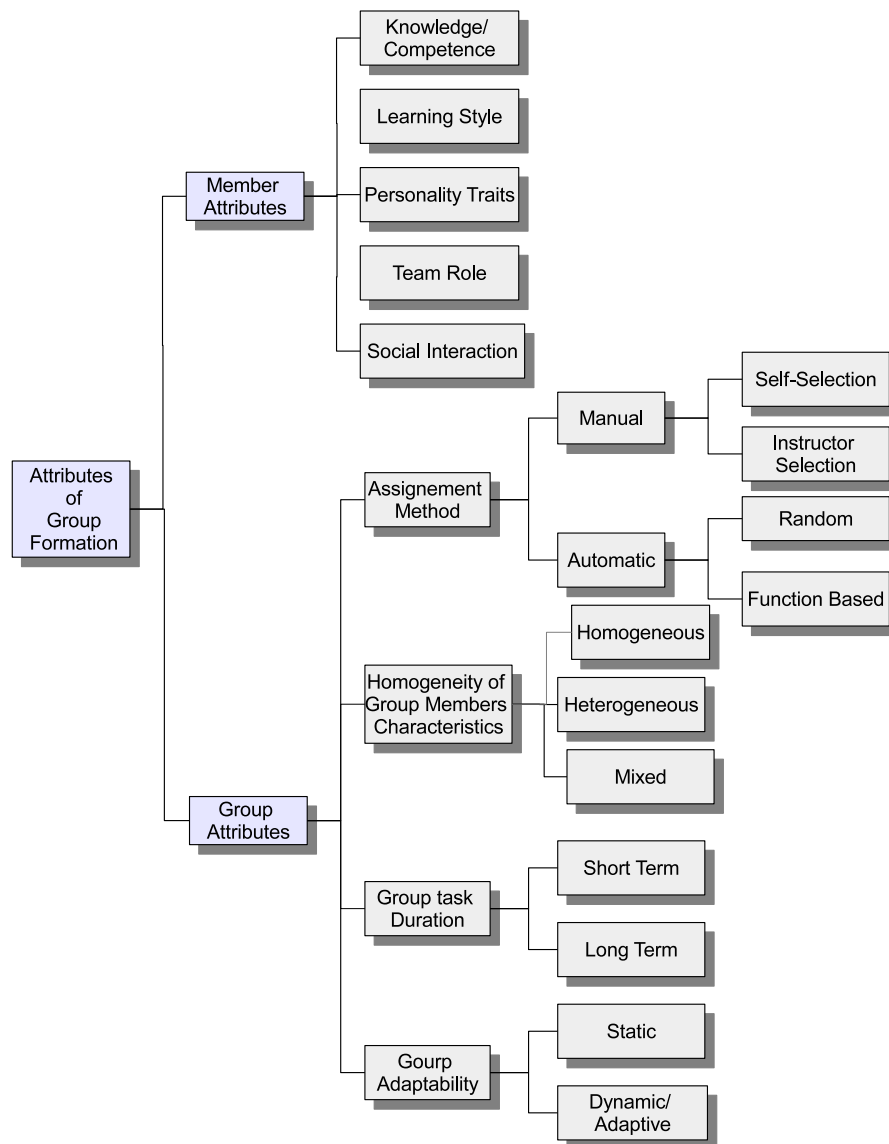 Knowledge/
Competence
Learning Style
Member
Attributes
Personality Traits
Team Role
Social Interaction
Self-Selection
Manual
Instructor
Selection
Attributes
of
Group
Formation
Assignement
Method
Random
Automatic
Function Based
Homogeneous
Homogeneity of
Group Members
Characteristics
Heterogeneous
Mixed
Group
Attributes
Short Term
Group task
Duration
Long Term
Static
Gourp
Adaptability
Dynamic/
Adaptive